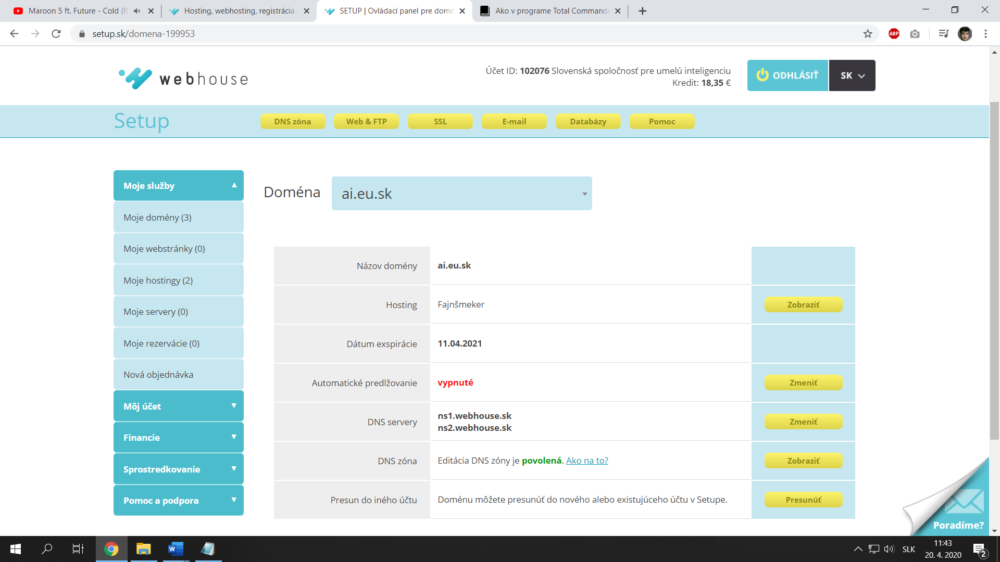 Maroon 5 ft. Future - Cold (R
Hosting, webhosting, registrácia
SETUP | Ovládací panel pre domé
Ako v programe Total Commande
setup.sk/domena-199953
ABP
webhouse
Účet ID: 102076 Slovenská spoločnosť pre umelú inteligenciu
Kredit: 18,35 €
ODHLÁSIŤ
SK
Setup
DNS zóna
Web & FTP
SSL
E-mail
Databázy
Pomoc
Moje služby
Moje domény (3)
Moje webstránky (0)
Moje hostingy (2)
Moje servery (0)
Moje rezervácie (0)
Nová objednávka
Môj účet
Financie
Sprostredkovanie
Pomoc a podpora
Doména
ai.eu.sk
Názov domény
ai.eu.sk
Hosting
Fajnšmeker
Zobraziť
Dátum exspirácie
11.04.2021
Automatické predlžovanie
vypnuté
Zmeniť
DNS servery
ns1.webhouse.sk
ns2.webhouse.sk
Zmeniť
DNS zóna
Editácia DNS zóny je povolená. Ako na to?
Zobraziť
Presun do iného účtu
Doménu môžete presunúť do nového alebo existujúceho účtu v Setupe.
Presunúť
Poradíme?
W
SLK
11:43
20. 4. 2020
2